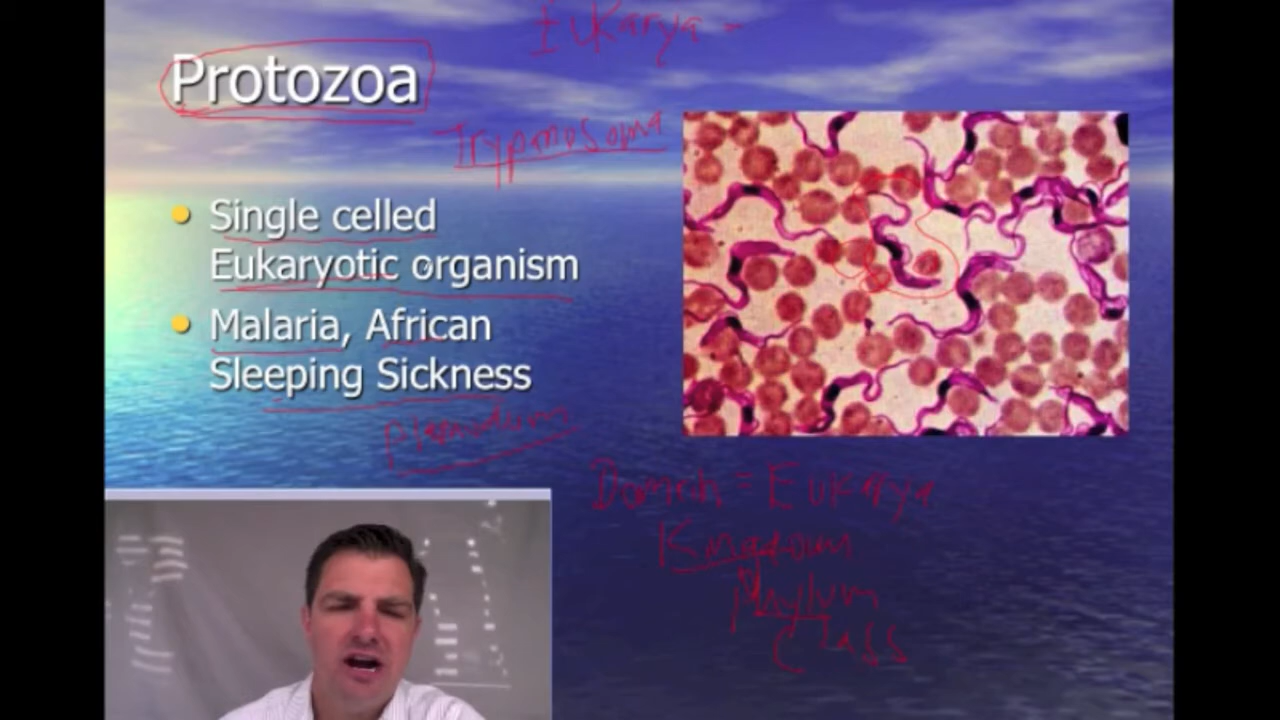 Eukarya -
Protozoa
Trypanosoma
Single celled
Eukaryotic organism
Malaria, African
Sleeping Sickness
Plasmodium
Domain = Eukarya
Kingdom
Phylum
Class